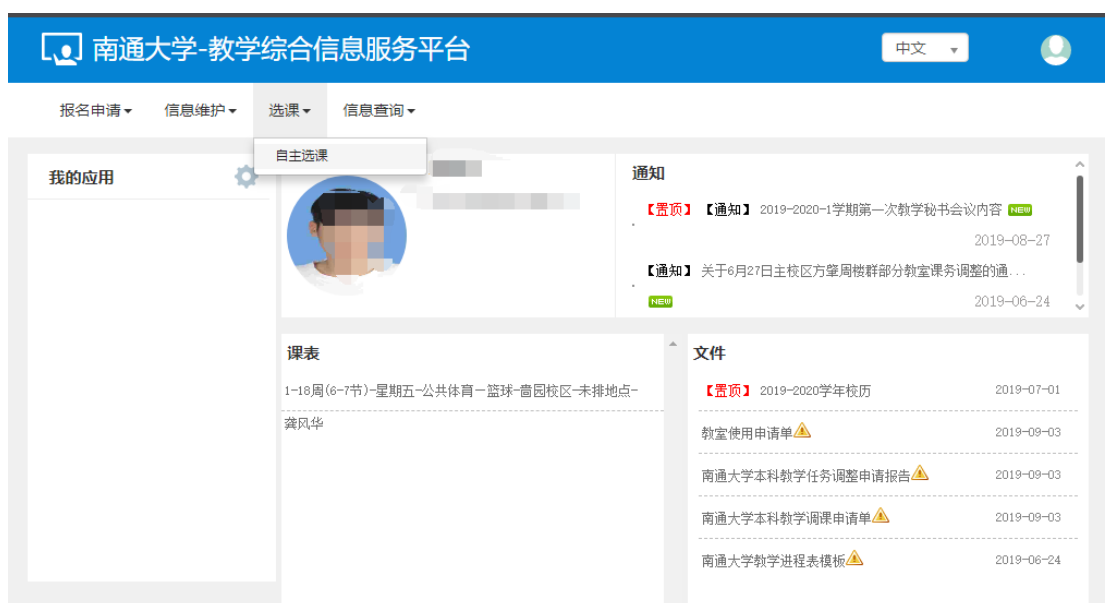 南通大学-教学综合信息服务平台
中文
报名申请 信息维护 选课 信息查询
自主选课
我的应用
通知
【置顶】【通知】 2019-2020-1学期第一次教学秘书会议内容 NEW
2019-08-27
【通知】 关于6月27日主校区方肇周楼群部分教室课务调整的通...
NEW 2019-06-24
课表
1-18周(6-7节)-星期五-公共体育—篮球-啬园校区-未排地点-
龚风华
文件
【置顶】 2019-2020学年校历 2019-07-01
教室使用申请单 2019-09-03
南通大学本科教学任务调整申请报告 2019-09-03
南通大学本科教学调课申请单 2019-09-03
南通大学教学进程表模板 2019-06-24